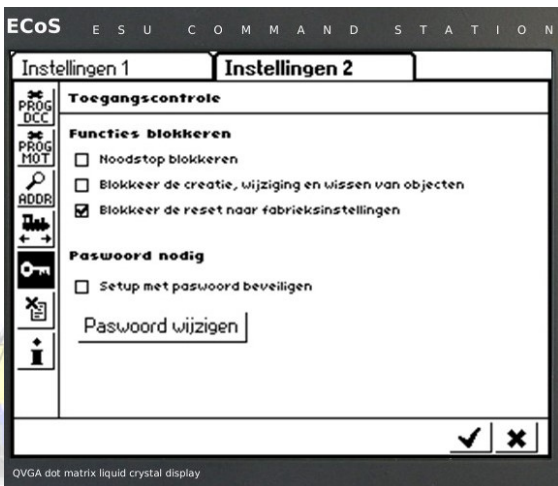 ECoS ESU COMMAND STATION
Instellingen 1 Instellingen 2
PROG DCC
Toegangscontrole
PROG MOT
Functies blokkeren
Noodstop blokkeren
ADDR
Blokkeer de creatie, wijziging en wissen van objecten
Blokkeer de reset naar fabrieksinstellingen
Paswoord nodig
Setup met paswoord beveiligen
Paswoord wijzigen
i
QVGA dot matrix liquid crystal display